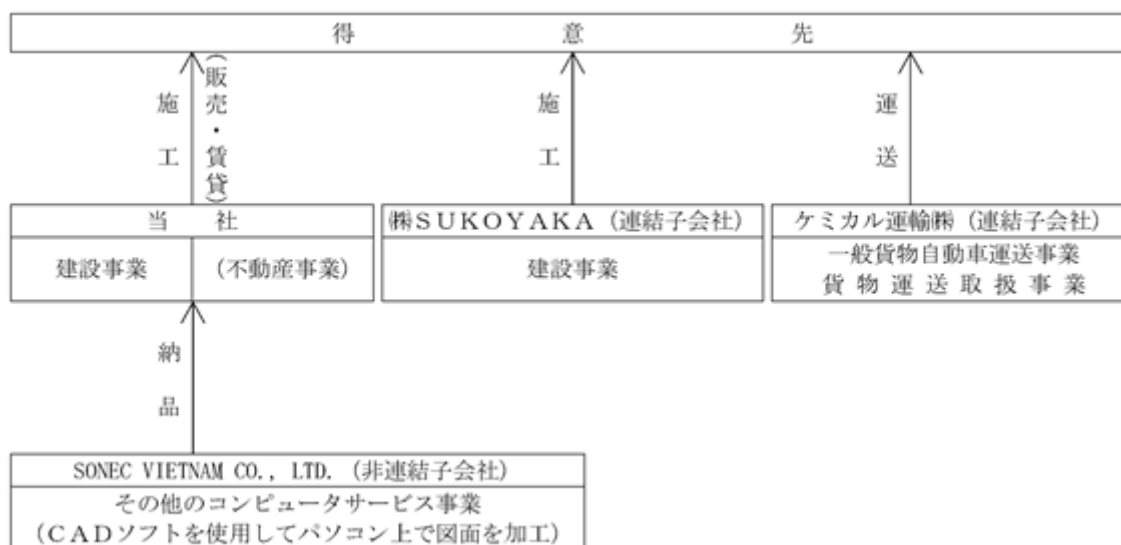 得意先
施工
(販売・賃貸)
施工
運送
当社
建設事業
(不動産事業)
㈱SUKOYAKA (連結子会社)
建設事業
ケミカル運輸㈱ (連結子会社)
一般貨物自動車運送事業
貨物運送取扱事業
納品
SONEC VIETNAM CO., LTD. (非連結子会社)
その他のコンピュータサービス事業
(CADソフトを使用してパソコン上で図面を加工)